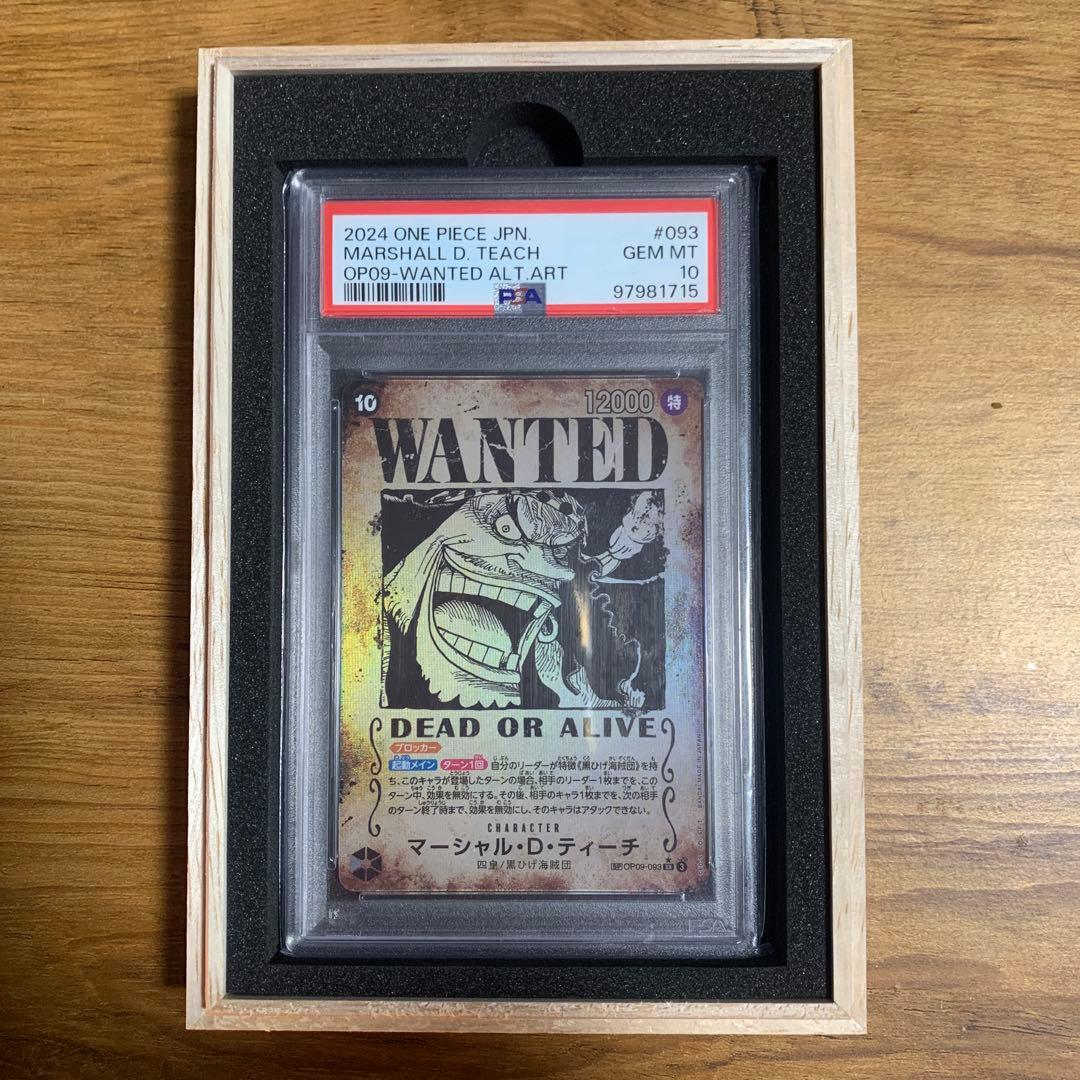 2024 ONE PIECE JPN. #093
MARSHALL D. TEACH GEM MT
OP09-WANTED ALT.ART 10
PSA 97981715
10 12000 特
WANTED
DEAD OR ALIVE
ブロッカー
起動メイン ターン1回 自分のリーダーが特徴《黒ひげ海賊団》を持
ち、このキャラが登場したターンの場合、相手のリーダー1枚までを、この
ターン中、効果を無効にする。その後、相手のキャラ1枚までを、次の相手
のターン終了時まで、効果を無効にし、そのキャラはアタックできない。
CHARACTER
マーシャル・D・ティーチ
四皇/黒ひげ海賊団
SP OP09-093 SR 3
PSA